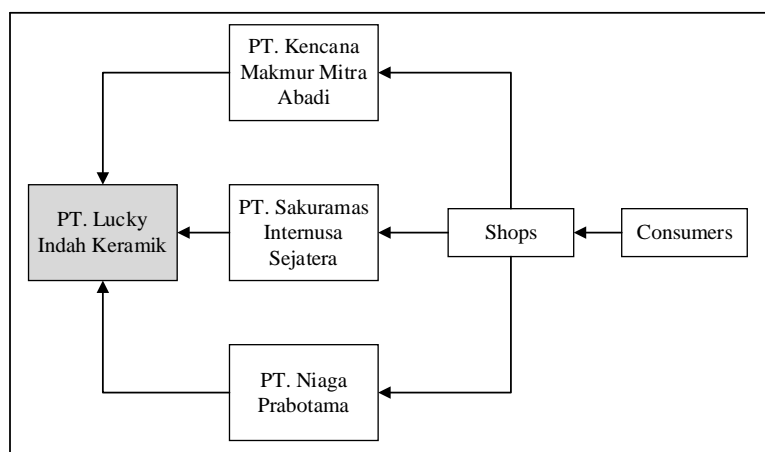 PT. Kencana
Makmur Mitra
Abadi
PT. Lucky
Indah Keramik
PT. Sakuramas
Internusa
Sejatera
Shops
Consumers
PT. Niaga
Prabotama